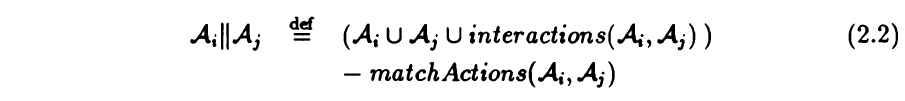 𝒜ᵢ‖𝒜ⱼ ≝ (𝒜ᵢ ∪ 𝒜ⱼ ∪ interactions(𝒜ᵢ, 𝒜ⱼ) ) (2.2)
− matchActions(𝒜ᵢ, 𝒜ⱼ)